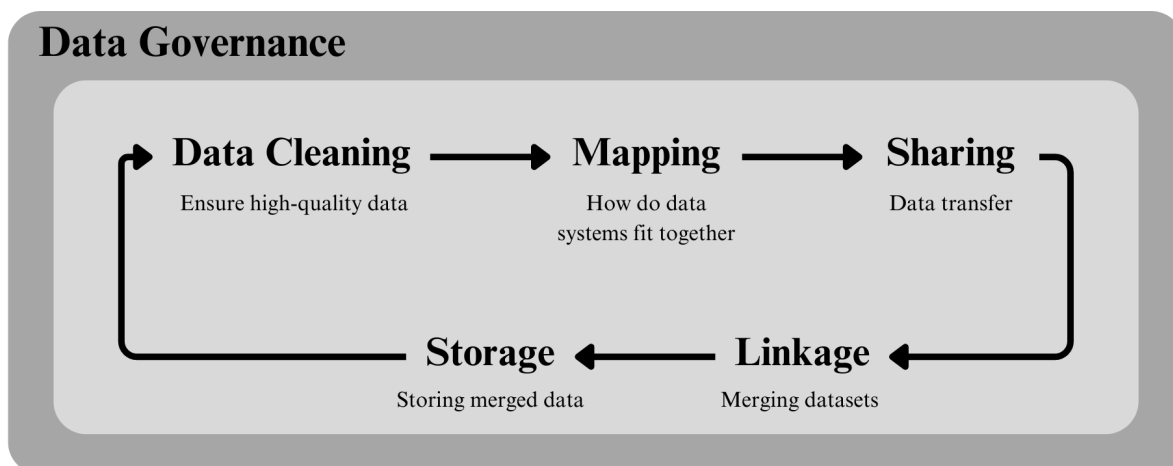 Data Governance
Data Cleaning
Ensure high-quality data
Mapping
How do data
systems fit together
Sharing
Data transfer
Linkage
Merging datasets
Storage
Storing merged data